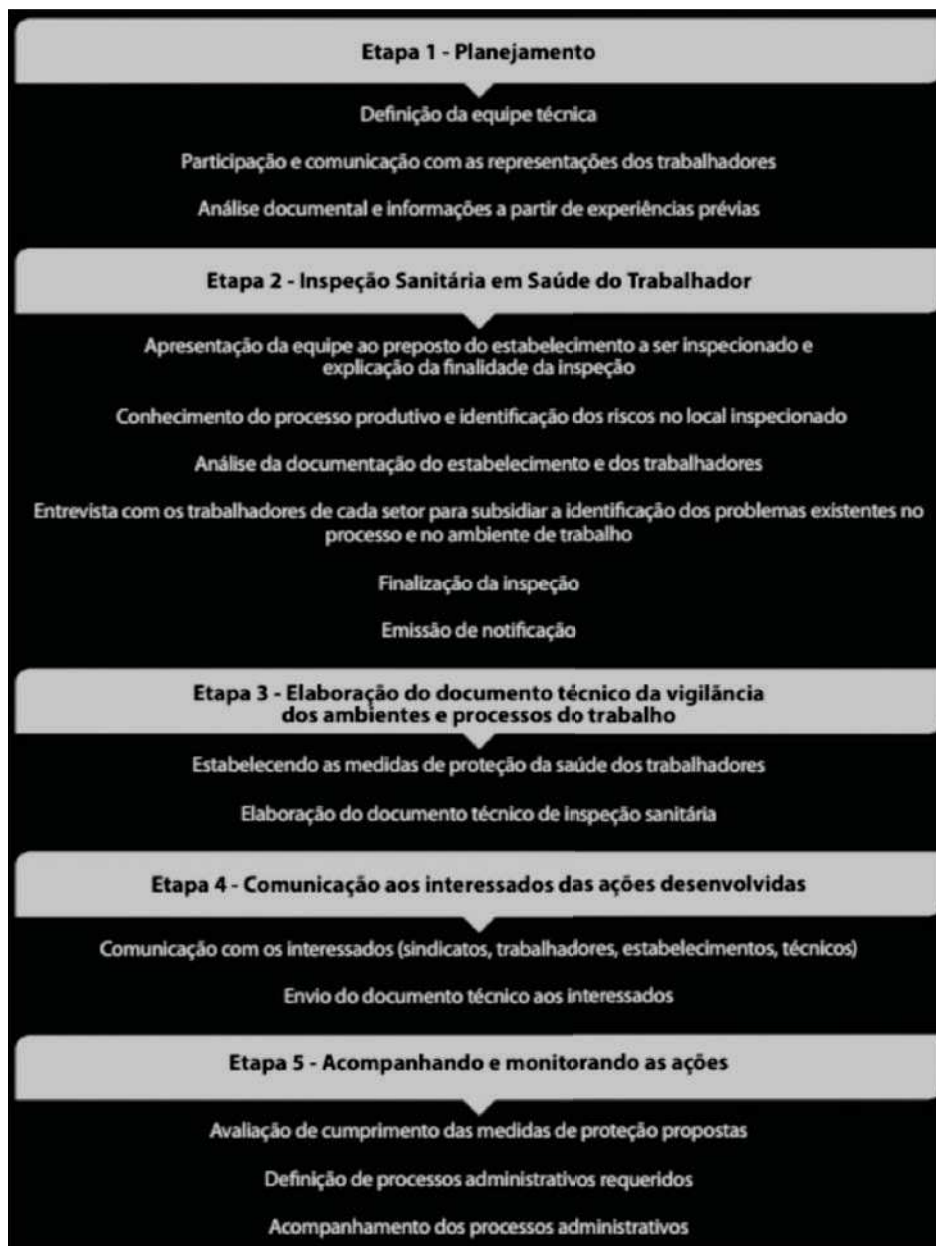 Etapa 1 - Planejamento
Definição da equipe técnica
Participação e comunicação com as representações dos trabalhadores
Análise documental e informações a partir de experiências prévias
Etapa 2 - Inspeção Sanitária em Saúde do Trabalhador
Apresentação da equipe ao preposto do estabelecimento a ser inspecionado e
explicação da finalidade da inspeção
Conhecimento do processo produtivo e identificação dos riscos no local inspecionado
Análise da documentação do estabelecimento e dos trabalhadores
Entrevista com os trabalhadores de cada setor para subsidiar a identificação dos problemas existentes no
processo e no ambiente de trabalho
Finalização da inspeção
Emissão de notificação
Etapa 3 - Elaboração do documento técnico da vigilância
dos ambientes e processos do trabalho
Estabelecendo as medidas de proteção da saúde dos trabalhadores
Elaboração do documento técnico de inspeção sanitária
Etapa 4 - Comunicação aos interessados das ações desenvolvidas
Comunicação com os interessados (sindicatos, trabalhadores, estabelecimentos, técnicos)
Envio do documento técnico aos interessados
Etapa 5 - Acompanhando e monitorando as ações
Avaliação de cumprimento das medidas de proteção propostas
Definição de processos administrativos requeridos
Acompanhamento dos processos administrativos